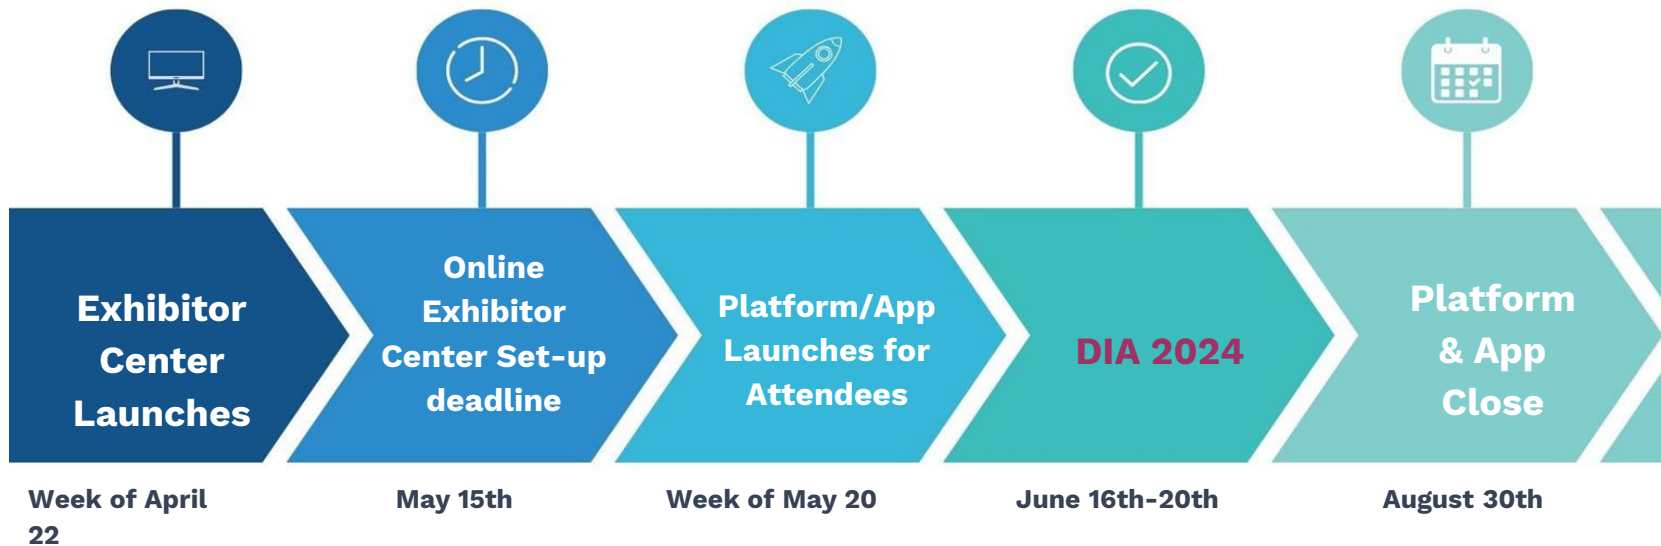 Exhibitor
Center
Launches
Online
Exhibitor
Center Set-up
deadline
Platform/App
Launches for
Attendees
DIA 2024
Platform
& App
Close
Week of April
22
May 15th
Week of May 20
June 16th-20th
August 30th